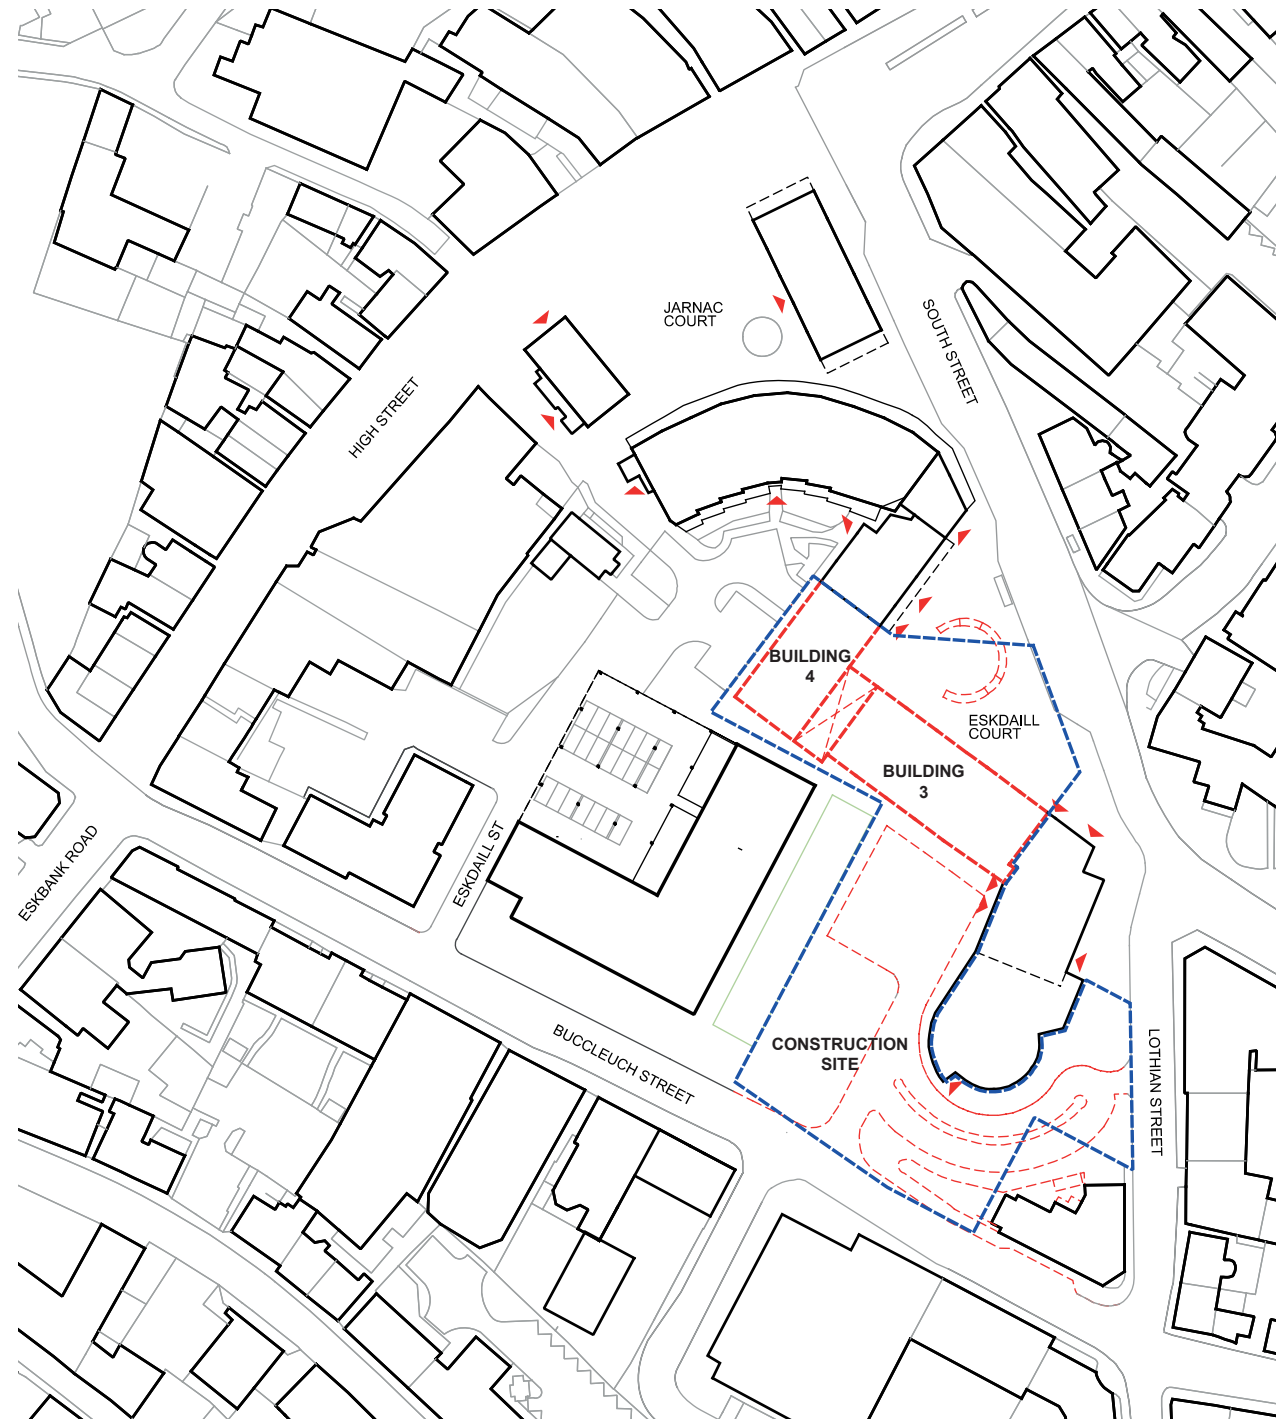 JARNAC
COURT
SOUTH STREET
HIGH STREET
BUILDING
4
ESKDAILL
COURT
BUILDING
3
ESKBANK ROAD
ESKDAILL ST
BUCCLEUCH STREET
CONSTRUCTION
SITE
LOTHIAN STREET